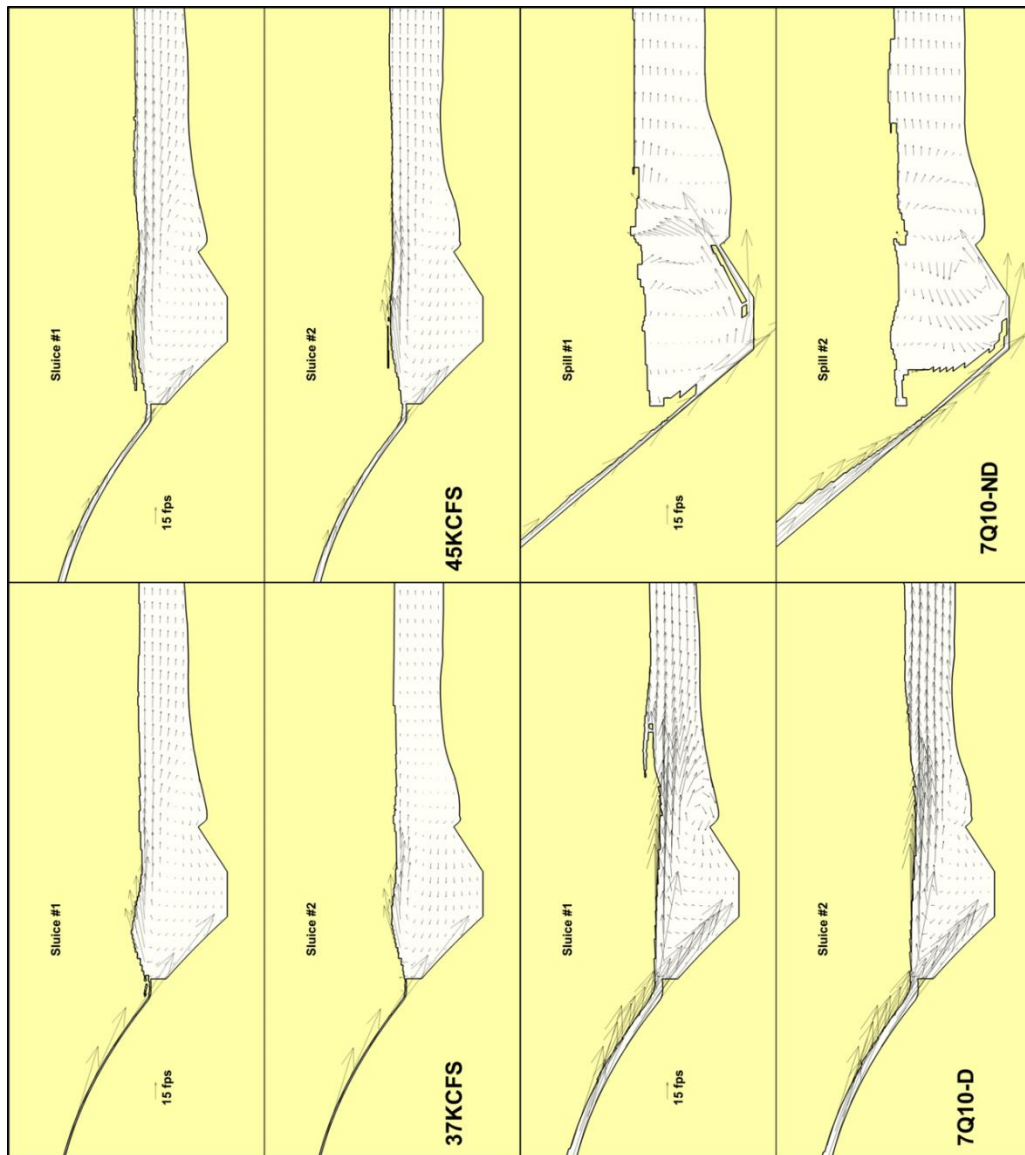 Sluice #1
15 fps
Sluice #2
45KCFS
Spill #1
15 fps
Spill #2
7Q10-ND
Sluice #1
15 fps
Sluice #2
37KCFS
Sluice #1
15 fps
Sluice #2
7Q10-D